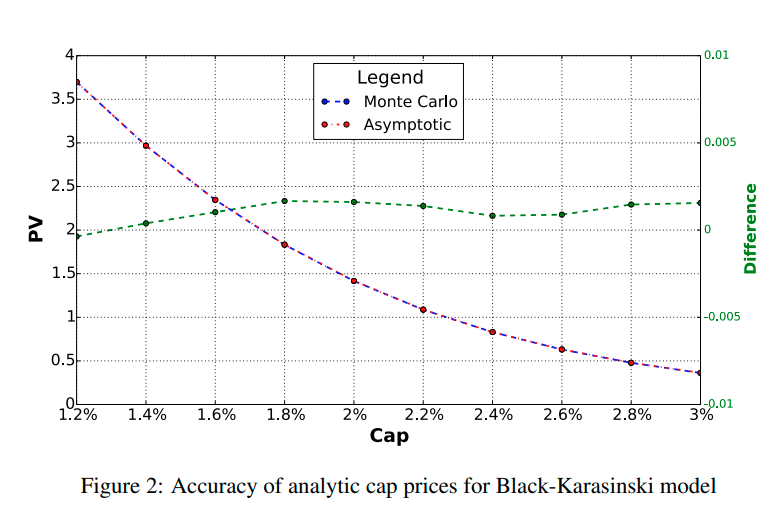 4
3.5
3
2.5
2
1.5
1
0.5
0
PV
Legend
Monte Carlo
Asymptotic
0.01
0.005
0
-0.005
-0.01
Difference
1.2% 1.4% 1.6% 1.8% 2% 2.2% 2.4% 2.6% 2.8% 3%
Cap
Figure 2: Accuracy of analytic cap prices for Black-Karasinski model